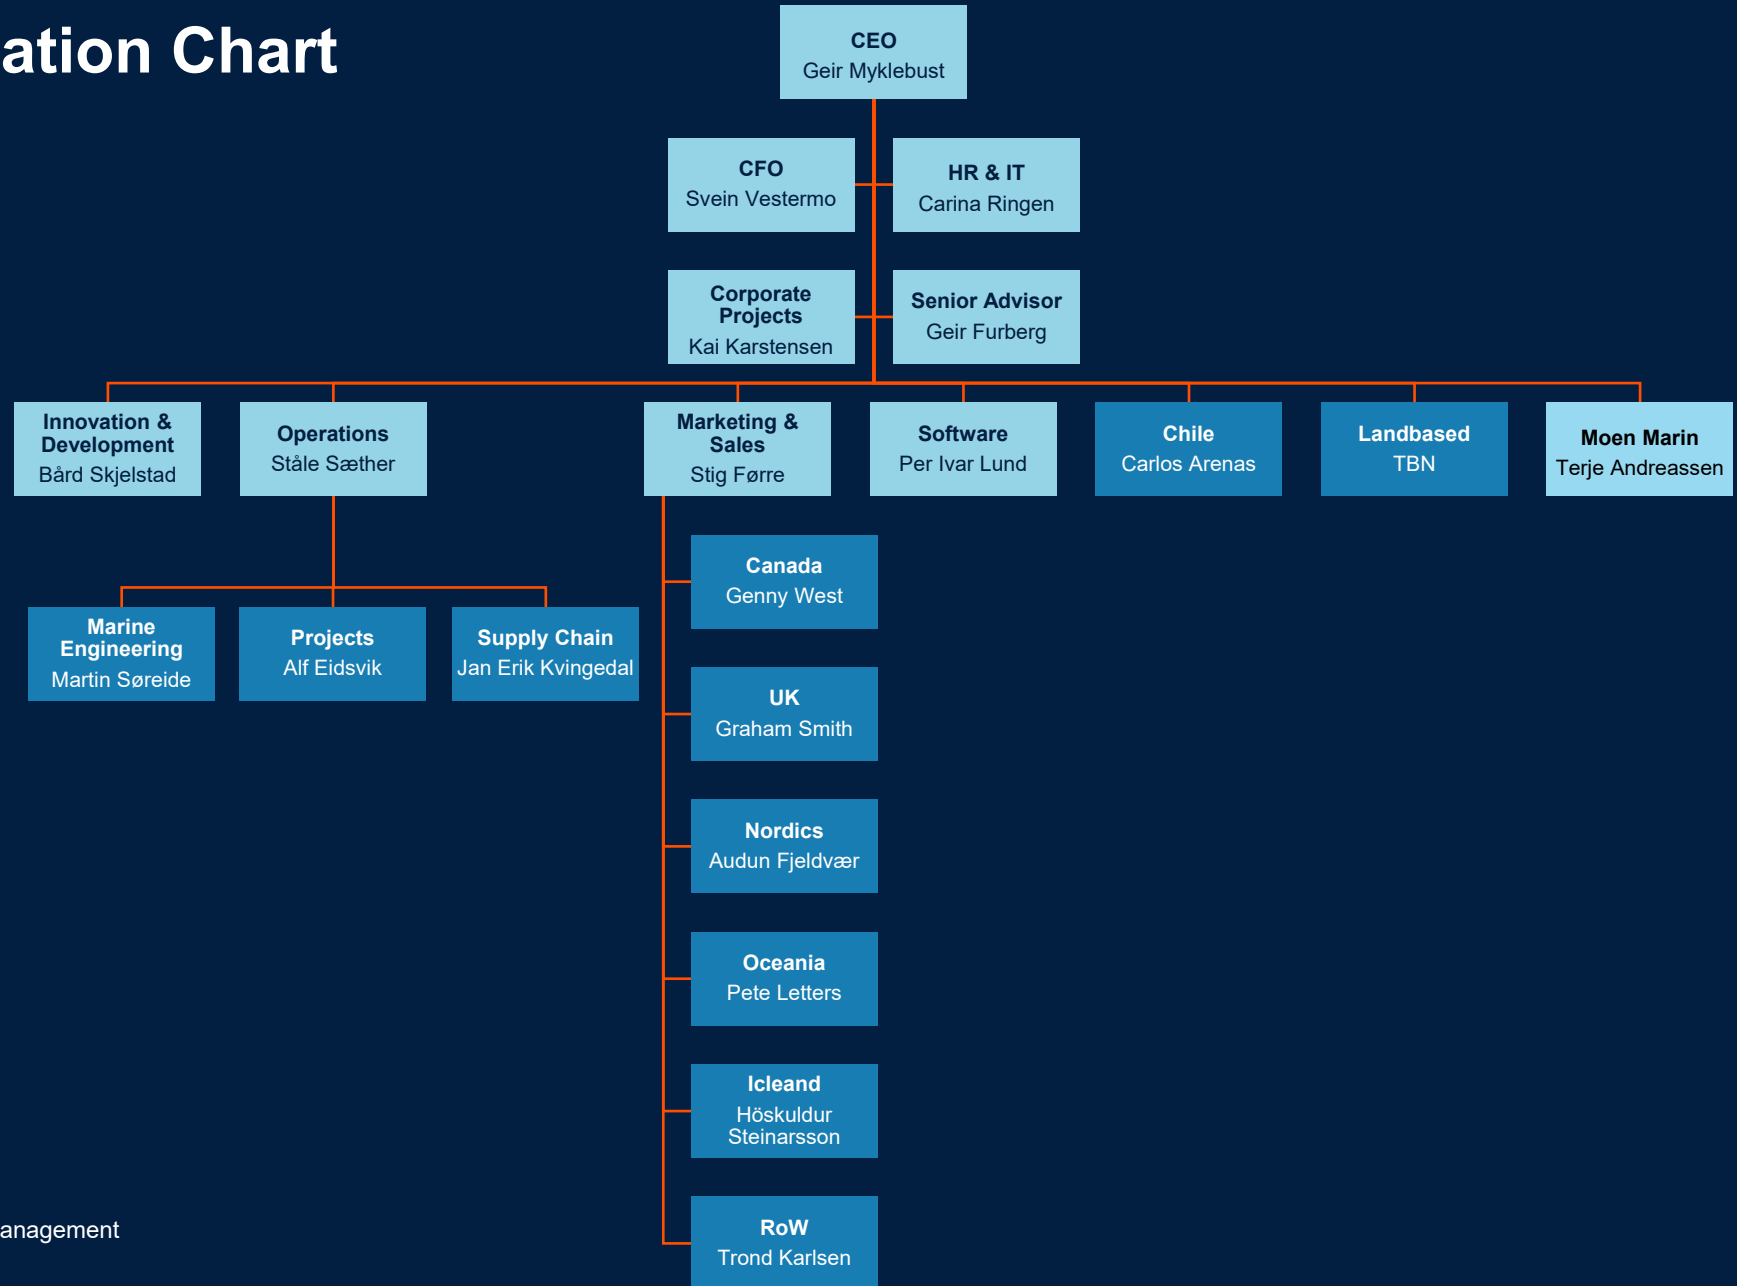 ation Chart
CEO
Geir Myklebust
CFO
Svein Vestermo
HR & IT
Carina Ringen
Corporate
Projects
Kai Karstensen
Senior Advisor
Geir Furberg
Innovation &
Development
Bård Skjelstad
Operations
Ståle Sæther
Marketing &
Sales
Stig Førre
Software
Per Ivar Lund
Chile
Carlos Arenas
Landbased
TBN
Moen Marin
Terje Andreassen
Marine
Engineering
Martin Søreide
Projects
Alf Eidsvik
Supply Chain
Jan Erik Kvingedal
Canada
Genny West
UK
Graham Smith
Nordics
Audun Fjeldvær
Oceania
Pete Letters
Icleand
Höskuldur
Steinarsson
RoW
Trond Karlsen
anagement